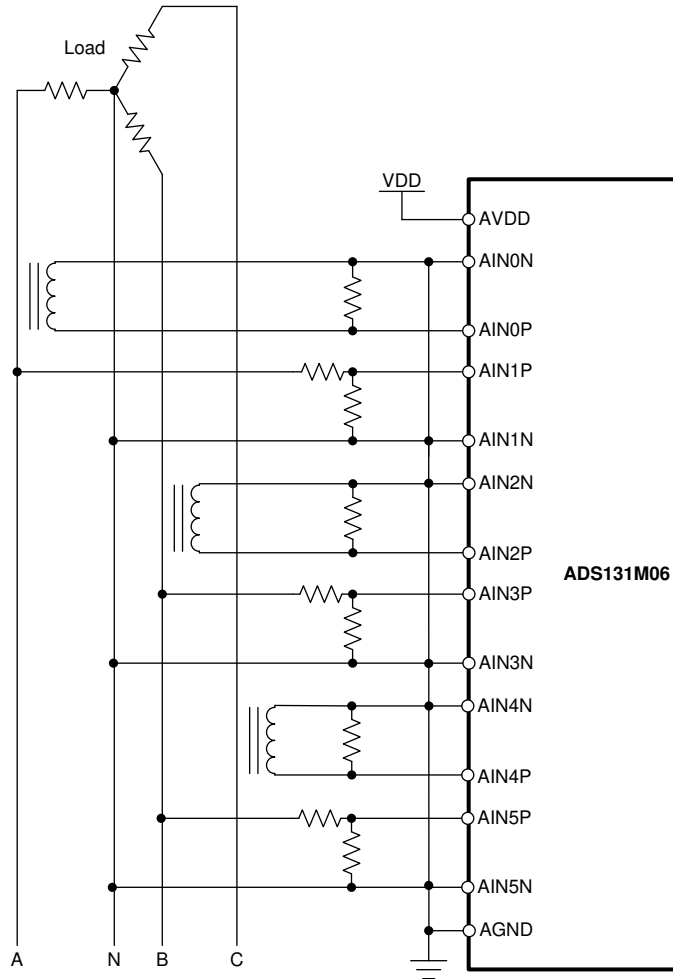 Load
VDD
AVDD
AIN0N
AIN0P
AIN1P
AIN1N
AIN2N
AIN2P
ADS131M06
AIN3P
AIN3N
AIN4N
AIN4P
AIN5P
AIN5N
AGND
A N B C